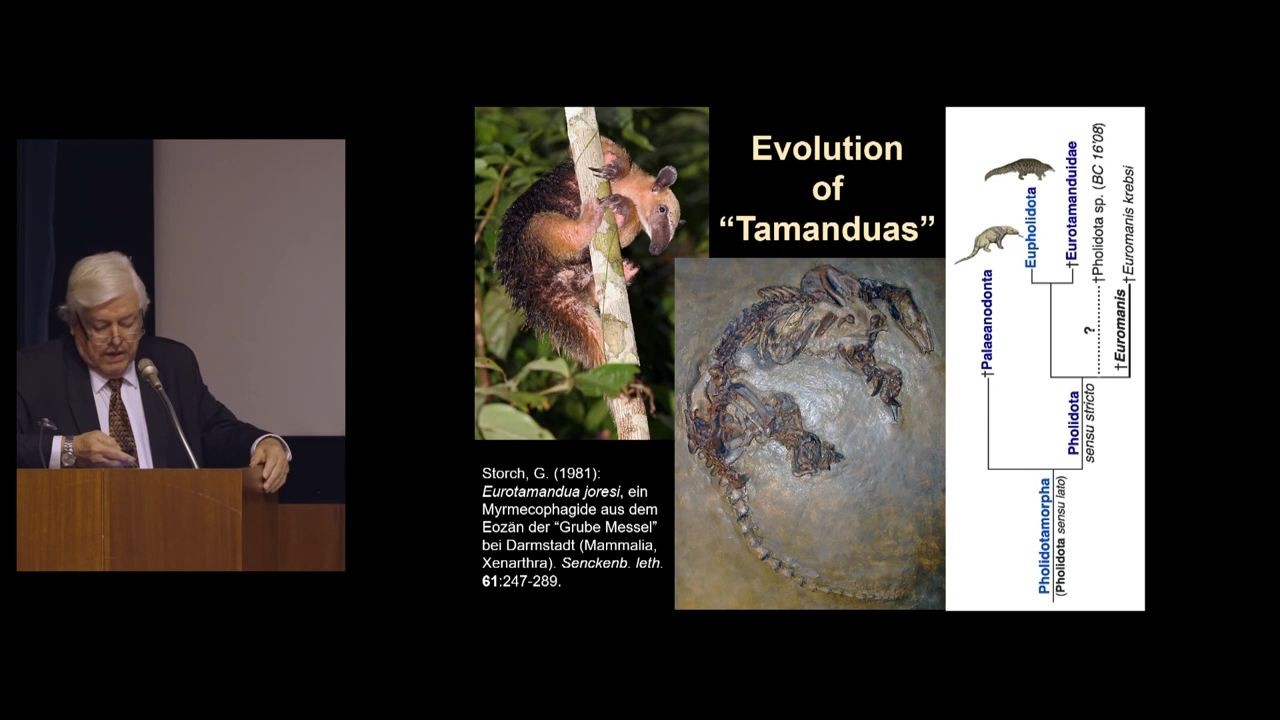 Evolution
of
“Tamanduas”
Storch, G. (1981):
Eurotamandua joresi, ein
Myrmecophagide aus dem
Eozän der “Grube Messel”
bei Darmstadt (Mammalia,
Xenarthra). Senckenb. leth.
61:247-289.
†Palaeanodonta
Eupholidota
†Eurotamanduidae
†Pholidota sp. (BC 16’08)
†Euromanis krebsi
?
†Euromanis
Pholidota
sensu stricto
Pholidotamorpha
(Pholidota sensu lato)